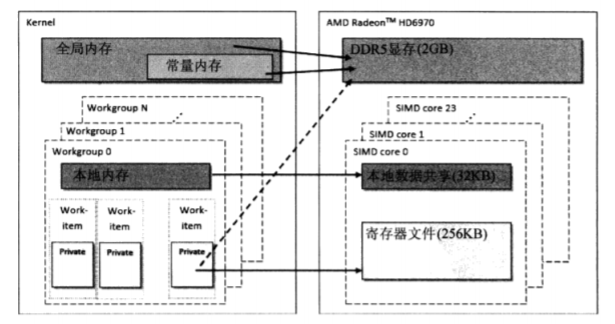 Kernel
全局内存
常量内存
Workgroup N
Workgroup 1
Workgroup 0
本地内存
Work-item
Work-item
Work-item
Private
Private
Private
AMD Radeon™ HD6970
DDR5显存(2GB)
SIMD core 23
SIMD core 1
SIMD core 0
本地数据共享(32KB)
寄存器文件(256KB)